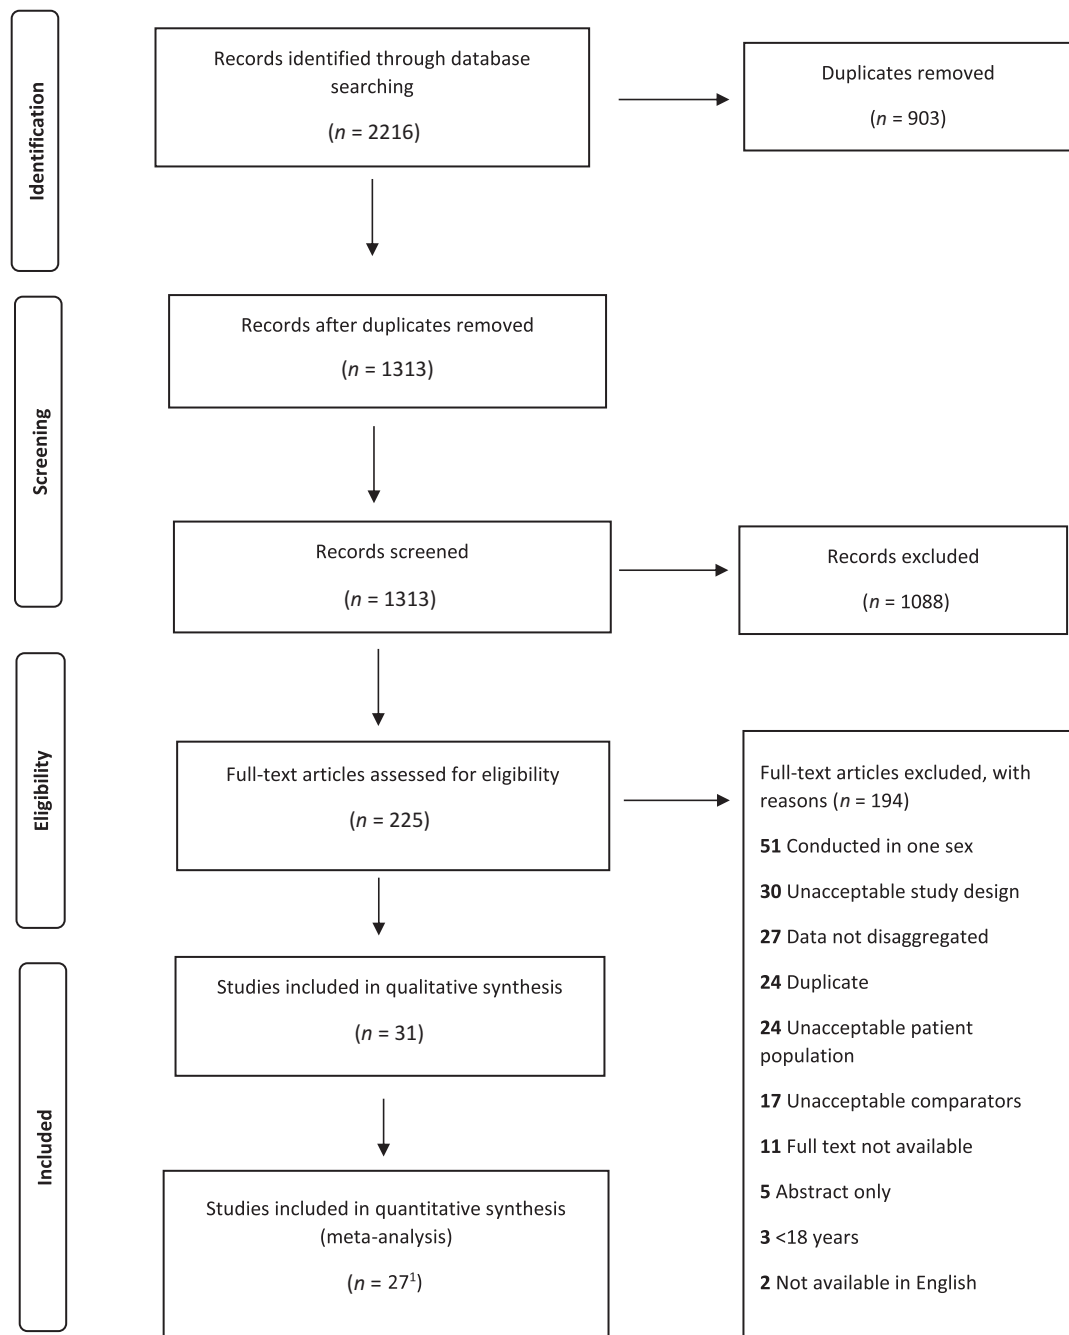 Identification
Records identified through database
searching
(n = 2216)
Duplicates removed
(n = 903)
Screening
Records after duplicates removed
(n = 1313)
Records screened
(n = 1313)
Records excluded
(n = 1088)
Eligibility
Full-text articles assessed for eligibility
(n = 225)
Full-text articles excluded, with
reasons (n = 194)
51 Conducted in one sex
30 Unacceptable study design
27 Data not disaggregated
24 Duplicate
24 Unacceptable patient
population
17 Unacceptable comparators
11 Full text not available
5 Abstract only
3 <18 years
2 Not available in English
Included
Studies included in qualitative synthesis
(n = 31)
Studies included in quantitative synthesis
(meta-analysis)
(n = 27¹)